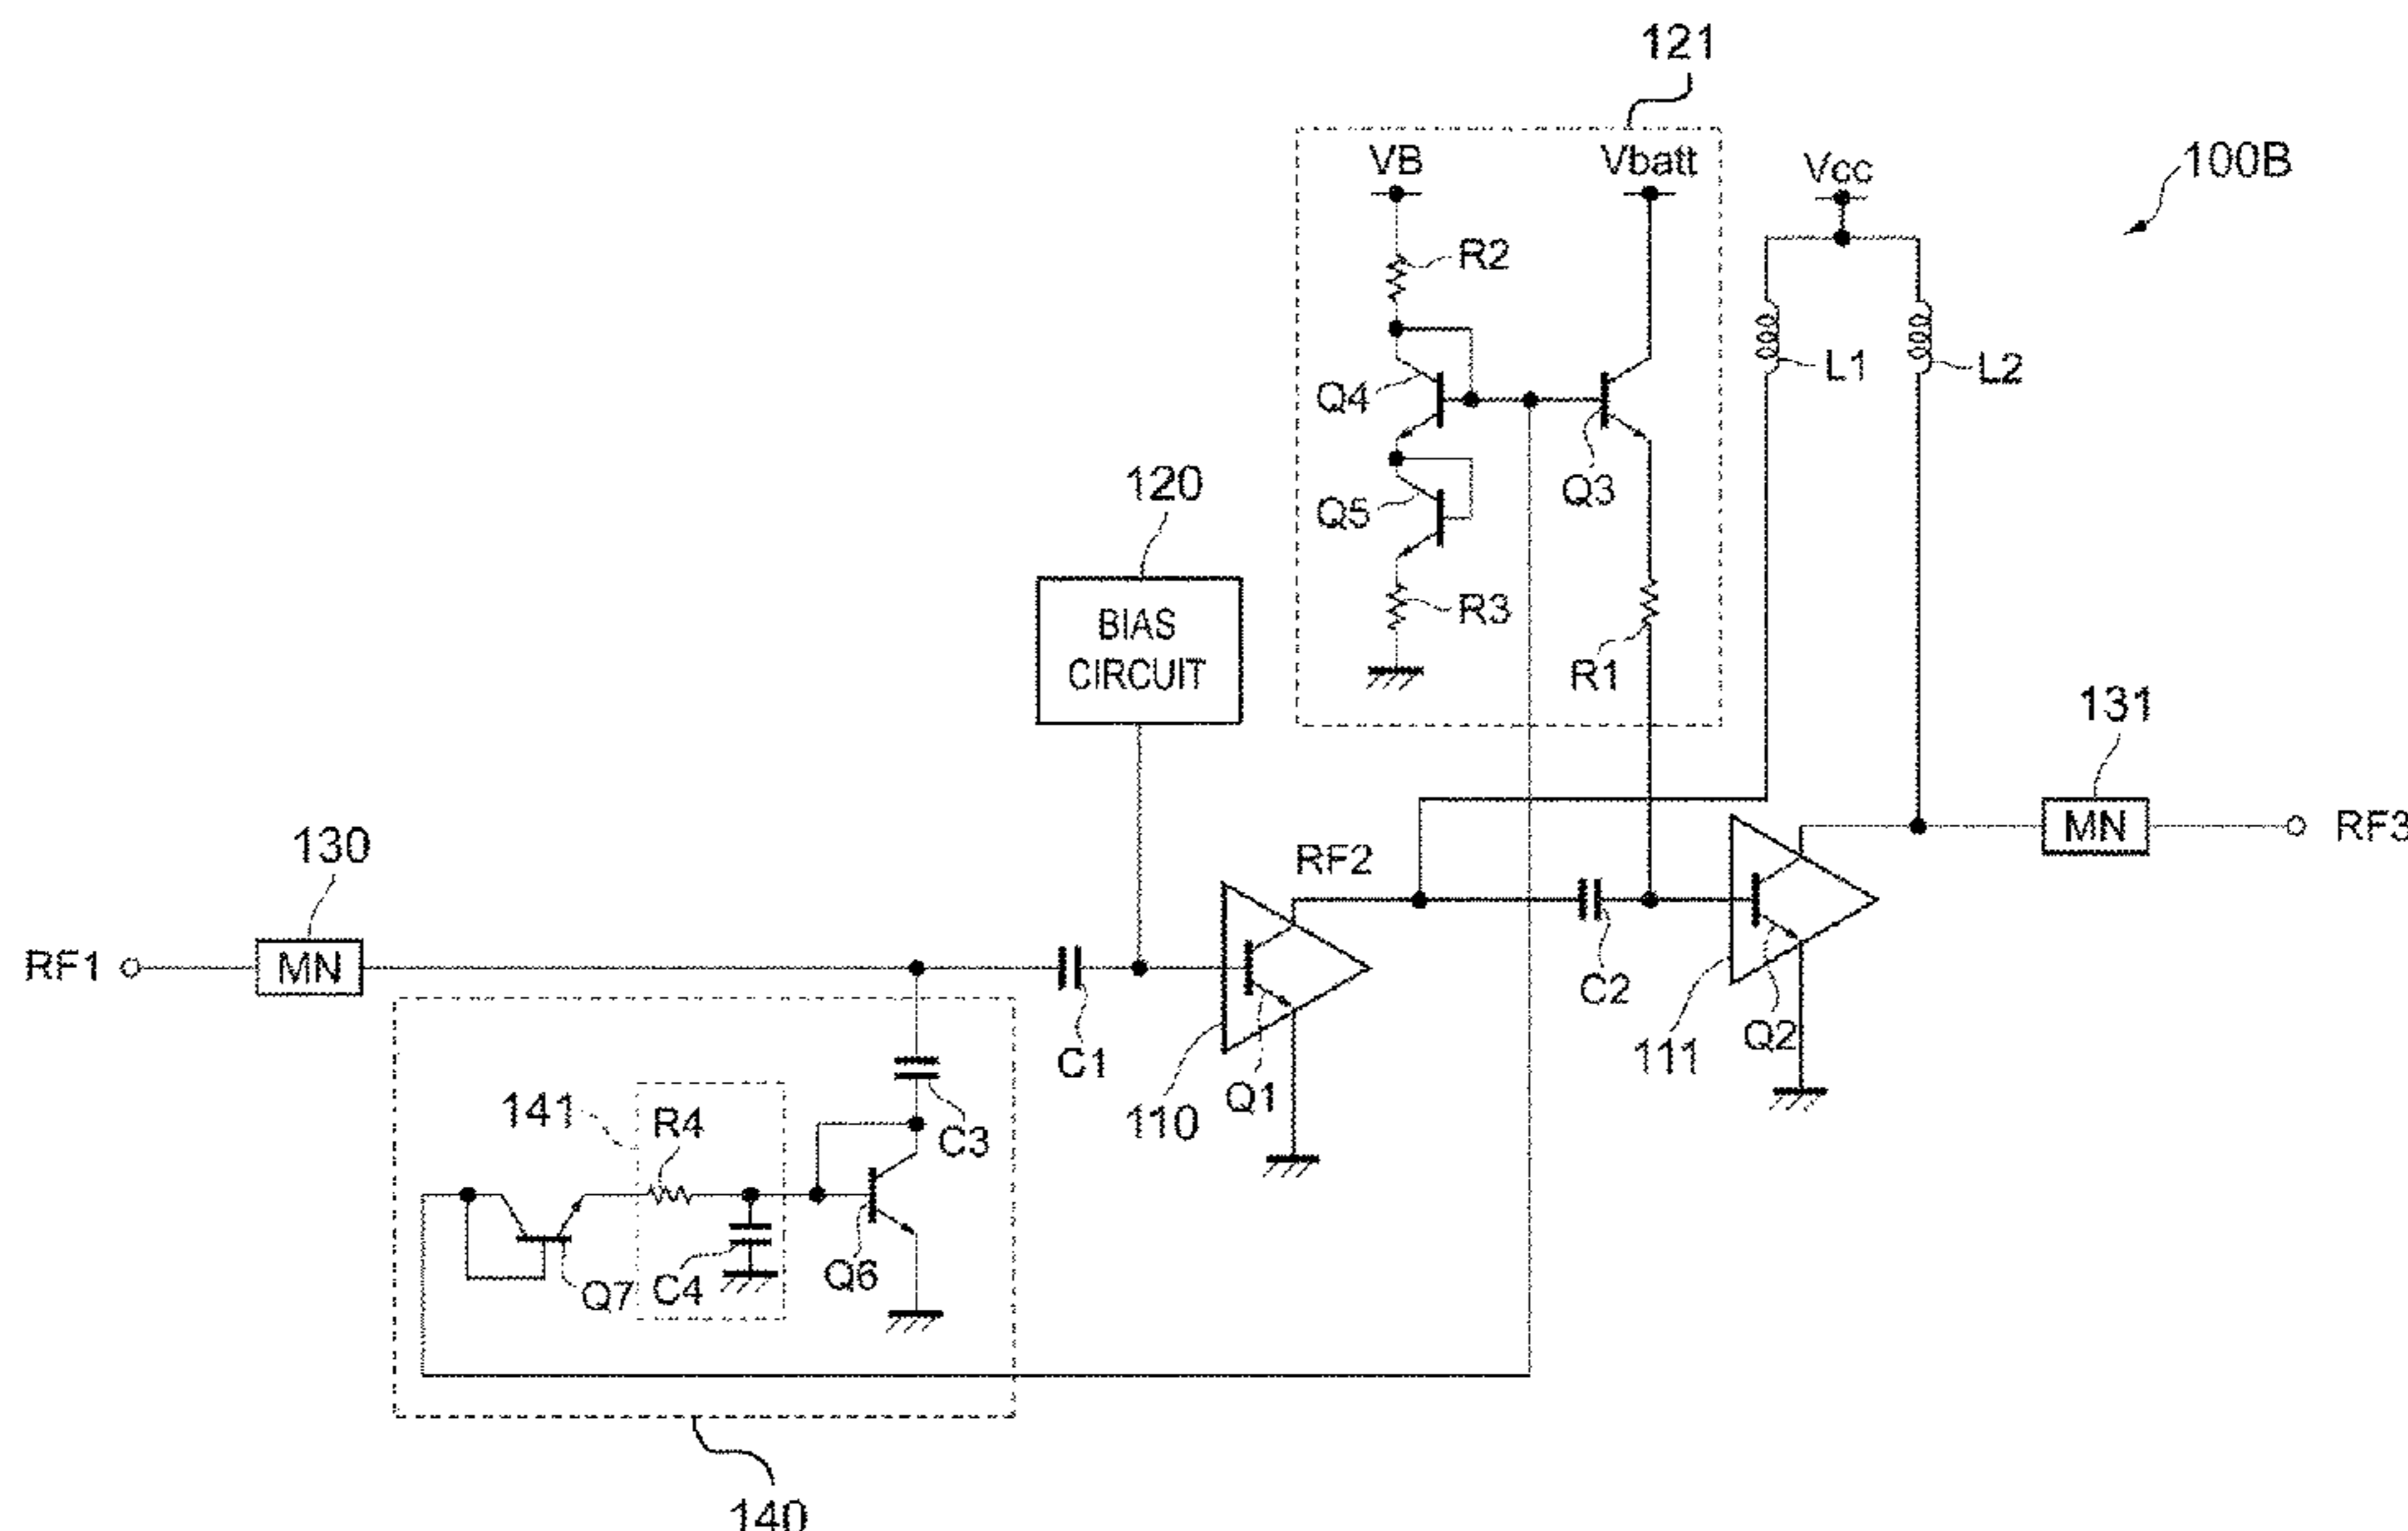 121
VB
Vbatt
Vcc
100B
R2
L1
L2
Q4
Q3
Q5
120
R3
BIAS
CIRCUIT
R1
131
130
RF2
MN
RF3
RF1
MN
C2
Q2
111
C1
Q1
110
141
R4
C3
Q7
C4
Q6
140